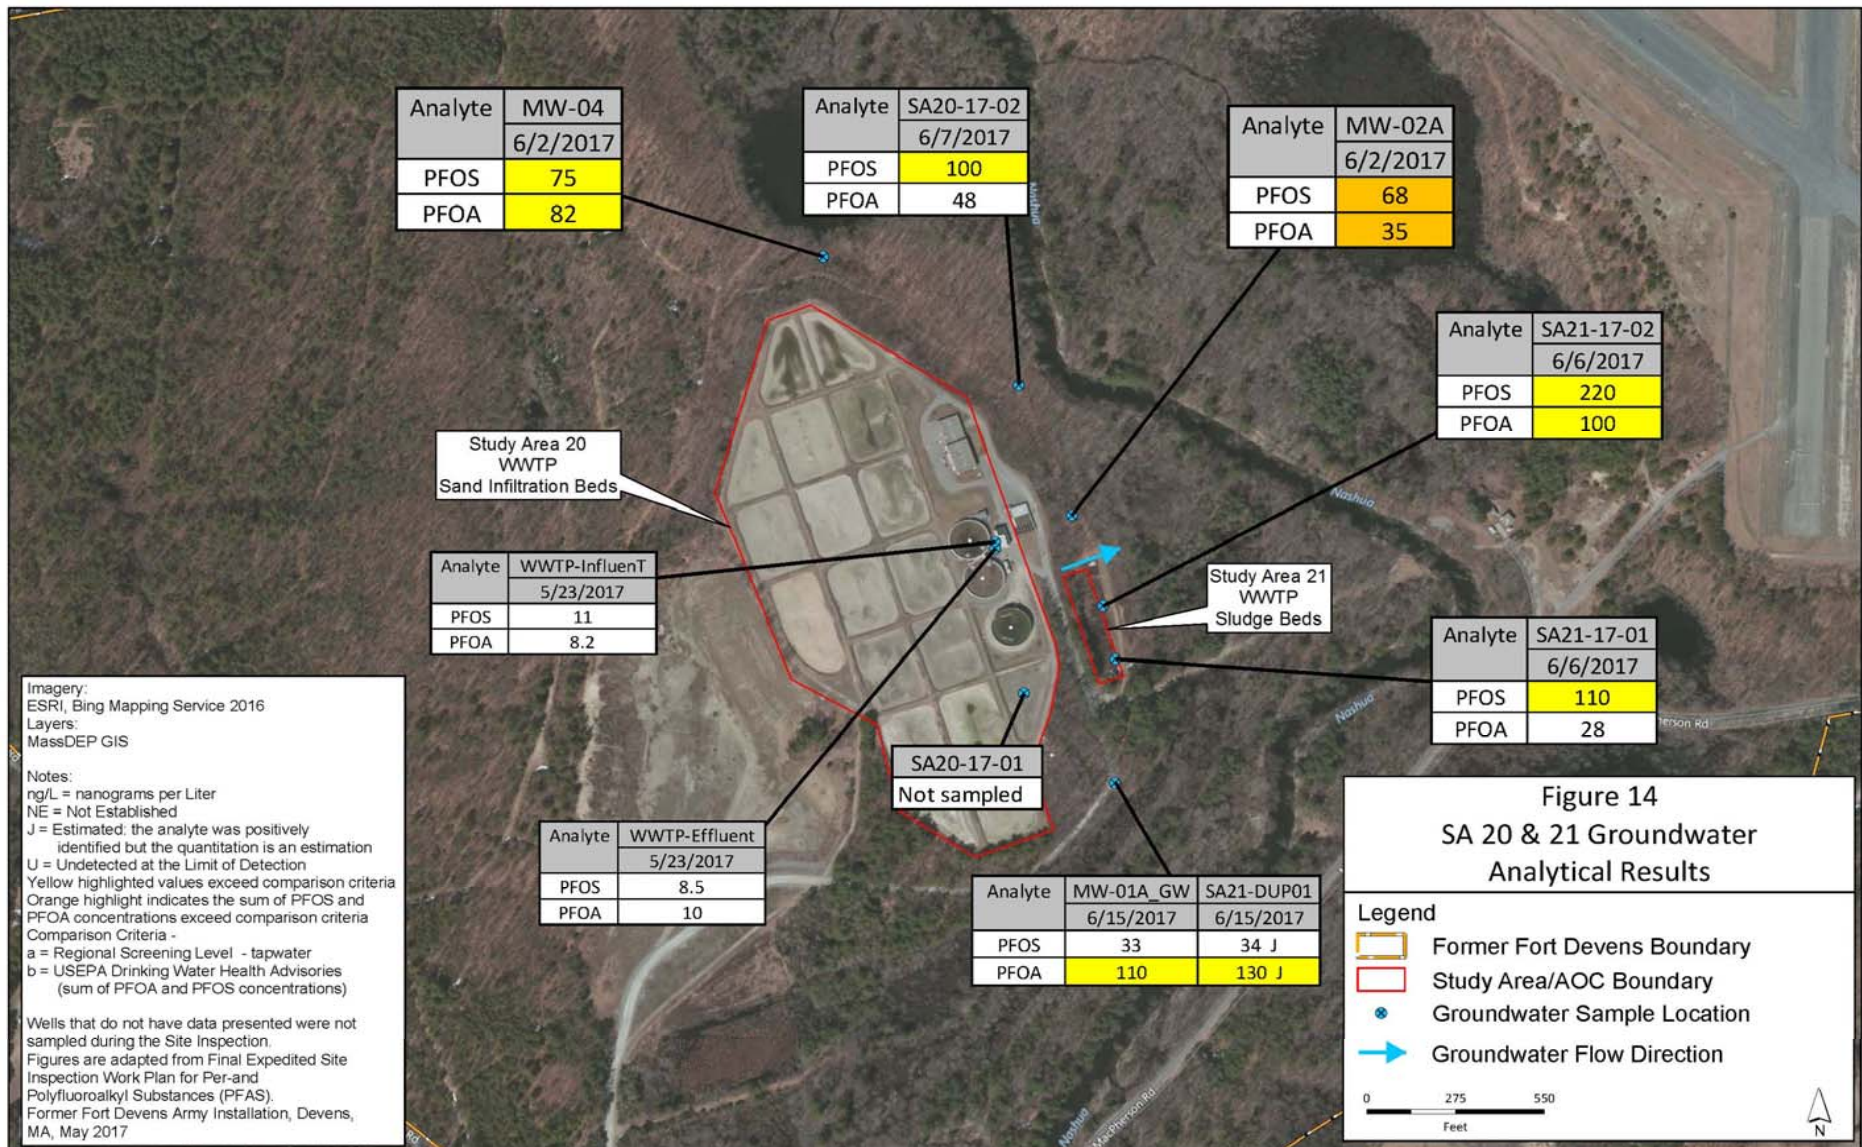 Analyte MW-04
6/2/2017
PFOS 75
PFOA 82
Analyte SA20-17-02
6/7/2017
PFOS 100
PFOA 48
Analyte MW-02A
6/2/2017
PFOS 68
PFOA 35
Nashua
Analyte SA21-17-02
6/6/2017
PFOS 220
PFOA 100
Study Area 20
WWTP
Sand Infiltration Beds
Nashua
Analyte WWTP-InfluenT
5/23/2017
PFOS 11
PFOA 8.2
Study Area 21
WWTP
Sludge Beds
Analyte SA21-17-01
6/6/2017
PFOS 110
PFOA 28
Nashua
herson Rd
SA20-17-01
Not sampled
Analyte WWTP-Effluent
5/23/2017
PFOS 8.5
PFOA 10
Analyte MW-01A_GW SA21-DUP01
6/15/2017 6/15/2017
PFOS 33 34 J
PFOA 110 130 J
Imagery:
ESRI, Bing Mapping Service 2016
Layers:
MassDEP GIS
Notes:
ng/L = nanograms per Liter
NE = Not Established
J = Estimated: the analyte was positively
identified but the quantitation is an estimation
U = Undetected at the Limit of Detection
Yellow highlighted values exceed comparison criteria
Orange highlight indicates the sum of PFOS and
PFOA concentrations exceed comparison criteria
Comparison Criteria -
a = Regional Screening Level - tapwater
b = USEPA Drinking Water Health Advisories
(sum of PFOA and PFOS concentrations)
Wells that do not have data presented were not
sampled during the Site Inspection.
Figures are adapted from Final Expedited Site
Inspection Work Plan for Per-and
Polyfluoroalkyl Substances (PFAS).
Former Fort Devens Army Installation, Devens,
MA, May 2017
Rd
Nashua
MacPherson Rd
Figure 14
SA 20 & 21 Groundwater
Analytical Results
Legend
Former Fort Devens Boundary
Study Area/AOC Boundary
Groundwater Sample Location
Groundwater Flow Direction
0 275 550
Feet
N